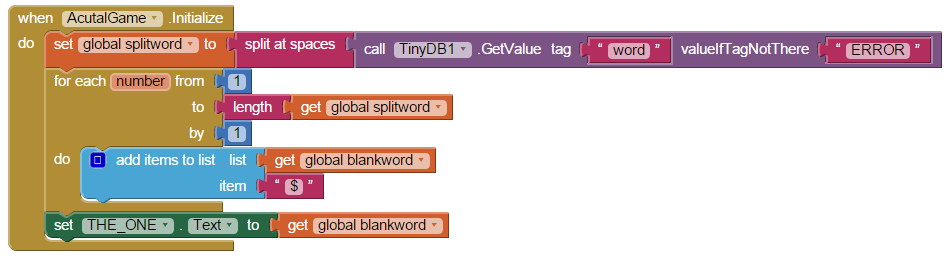 when AcutalGame .Initialize
do set global splitword to split at spaces call TinyDB1 .GetValue tag " word " valueIfTagNotThere " ERROR "
for each number from 1
to length get global splitword
by 1
do add items to list list get global blankword
item " $ "
set THE_ONE . Text to get global blankword